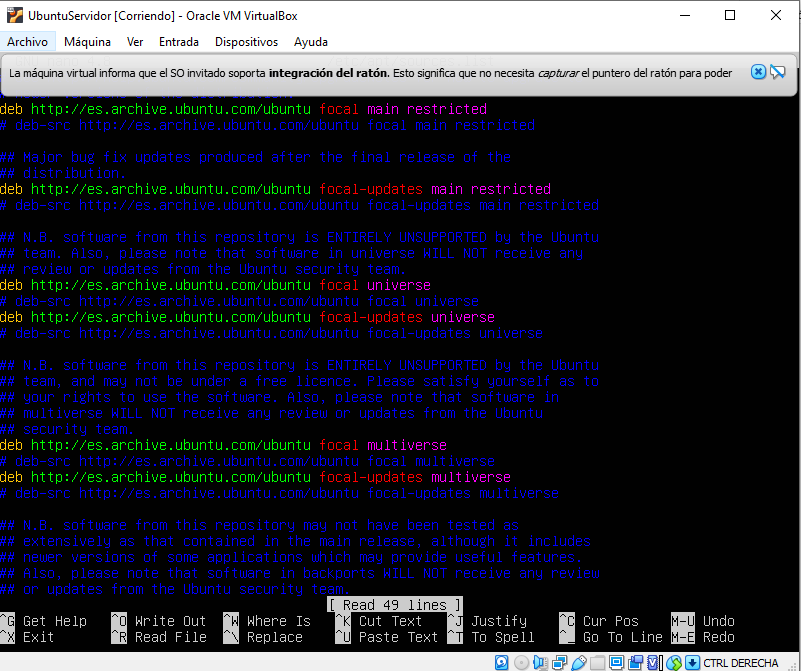 UbuntuServidor [Corriendo] - Oracle VM VirtualBox
Archivo Máquina Ver Entrada Dispositivos Ayuda
La máquina virtual informa que el SO invitado soporta integración del ratón. Esto significa que no necesita capturar el puntero del ratón para poder
deb http://es.archive.ubuntu.com/ubuntu focal main restricted
# deb-src http://es.archive.ubuntu.com/ubuntu focal main restricted
## Major bug fix updates produced after the final release of the
## distribution.
deb http://es.archive.ubuntu.com/ubuntu focal-updates main restricted
# deb-src http://es.archive.ubuntu.com/ubuntu focal-updates main restricted
## N.B. software from this repository is ENTIRELY UNSUPPORTED by the Ubuntu
## team. Also, please note that software in universe WILL NOT receive any
## review or updates from the Ubuntu security team.
deb http://es.archive.ubuntu.com/ubuntu focal universe
# deb-src http://es.archive.ubuntu.com/ubuntu focal universe
deb http://es.archive.ubuntu.com/ubuntu focal-updates universe
# deb-src http://es.archive.ubuntu.com/ubuntu focal-updates universe
## N.B. software from this repository is ENTIRELY UNSUPPORTED by the Ubuntu
## team, and may not be under a free licence. Please satisfy yourself as to
## your rights to use the software. Also, please note that software in
## multiverse WILL NOT receive any review or updates from the Ubuntu
## security team.
deb http://es.archive.ubuntu.com/ubuntu focal multiverse
# deb-src http://es.archive.ubuntu.com/ubuntu focal multiverse
deb http://es.archive.ubuntu.com/ubuntu focal-updates multiverse
# deb-src http://es.archive.ubuntu.com/ubuntu focal-updates multiverse
## N.B. software from this repository may not have been tested as
## extensively as that contained in the main release, although it includes
## newer versions of some applications which may provide useful features.
## Also, please note that software in backports WILL NOT receive any review
## or updates from the Ubuntu security team.
[ Read 49 lines ]
^G Get Help ^O Write Out ^W Where Is ^K Cut Text ^J Justify ^C Cur Pos M-U Undo
^X Exit ^R Read File ^\ Replace ^U Paste Text ^T To Spell ^_ Go To Line M-E Redo
CTRL DERECHA